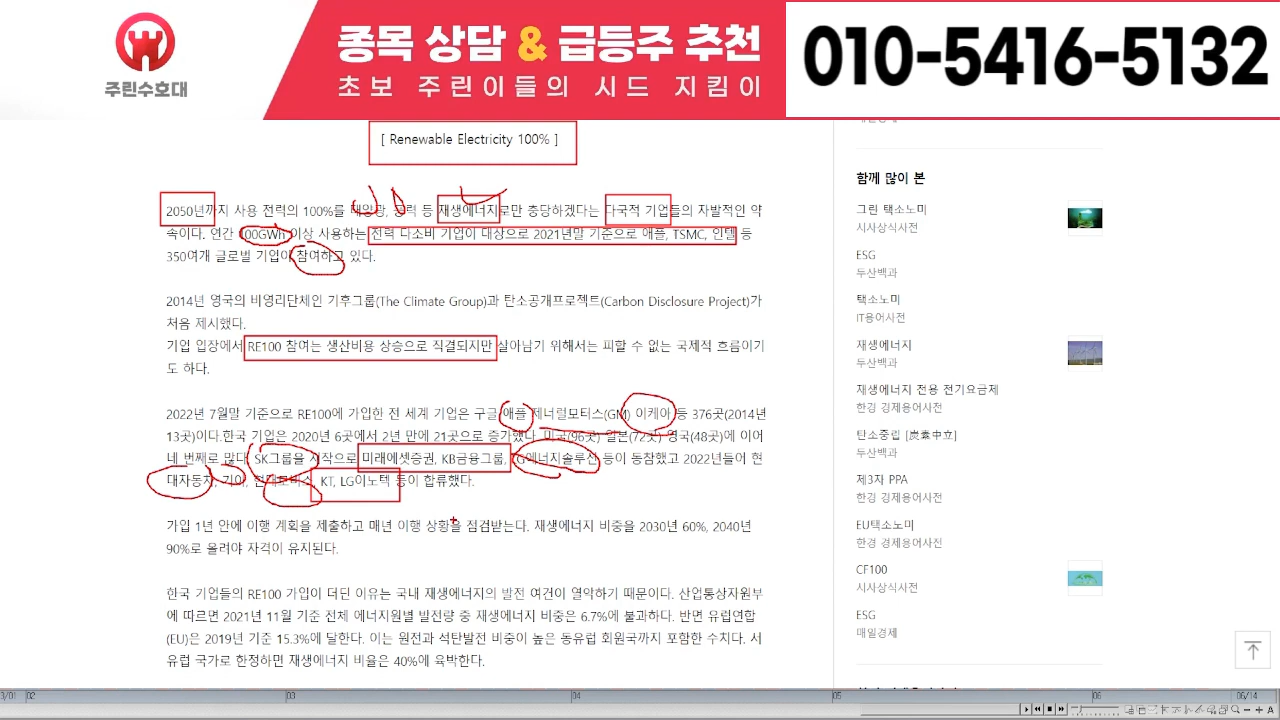 주린수호대
종목 상담 & 급등주 추천
초보 주린이들의 시드 지킴이
010-5416-5132
[ Renewable Electricity 100% ]
2050년까지 사용 전력의 100%를 태양광, 풍력 등 재생에너지로만 충당하겠다는 다국적 기업들의 자발적인 약
속이다. 연간 100GWh 이상 사용하는 전력 다소비 기업이 대상으로 2021년말 기준으로 애플, TSMC, 인텔 등
350여개 글로벌 기업이 참여하고 있다.
2014년 영국의 비영리단체인 기후그룹(The Climate Group)과 탄소공개프로젝트(Carbon Disclosure Project)가
처음 제시했다.
기업 입장에서 RE100 참여는 생산비용 상승으로 직결되지만 살아남기 위해서는 피할 수 없는 국제적 흐름이기
도 하다.
2022년 7월말 기준으로 RE100에 가입한 전 세계 기업은 구글 애플 제너럴모터스(GM) 이케아 등 376곳(2014년
13곳)이다.한국 기업은 2020년 6곳에서 2년 만에 21곳으로 증가했다. 미국(96곳) 일본(72곳) 영국(48곳)에 이어
네 번째로 많다. SK그룹을 시작으로 미래에셋증권, KB금융그룹, LG에너지솔루션 등이 동참했고 2022년들어 현
대자동차, 기아, 현대모비스, KT, LG이노텍 등이 합류했다.
가입 1년 안에 이행 계획을 제출하고 매년 이행 상황을 점검받는다. 재생에너지 비중을 2030년 60%, 2040년
90%로 올려야 자격이 유지된다.
한국 기업들의 RE100 가입이 더딘 이유는 국내 재생에너지의 발전 여건이 열악하기 때문이다. 산업통상자원부
에 따르면 2021년 11월 기준 전체 에너지원별 발전량 중 재생에너지 비중은 6.7%에 불과하다. 반면 유럽연합
(EU)은 2019년 기준 15.3%에 달한다. 이는 원전과 석탄발전 비중이 높은 동유럽 회원국까지 포함한 수치다. 서
유럽 국가로 한정하면 재생에너지 비율은 40%에 육박한다.
함께 많이 본
그린 택소노미
시사상식사전
ESG
두산백과
택소노미
IT용어사전
재생에너지
두산백과
재생에너지 전용 전기요금제
한경 경제용어사전
탄소중립 [炭素中立]
두산백과
제3자 PPA
한경 경제용어사전
EU택소노미
한경 경제용어사전
CF100
시사상식사전
ESG
매일경제
3/01 02 03 04 05 06 06/14